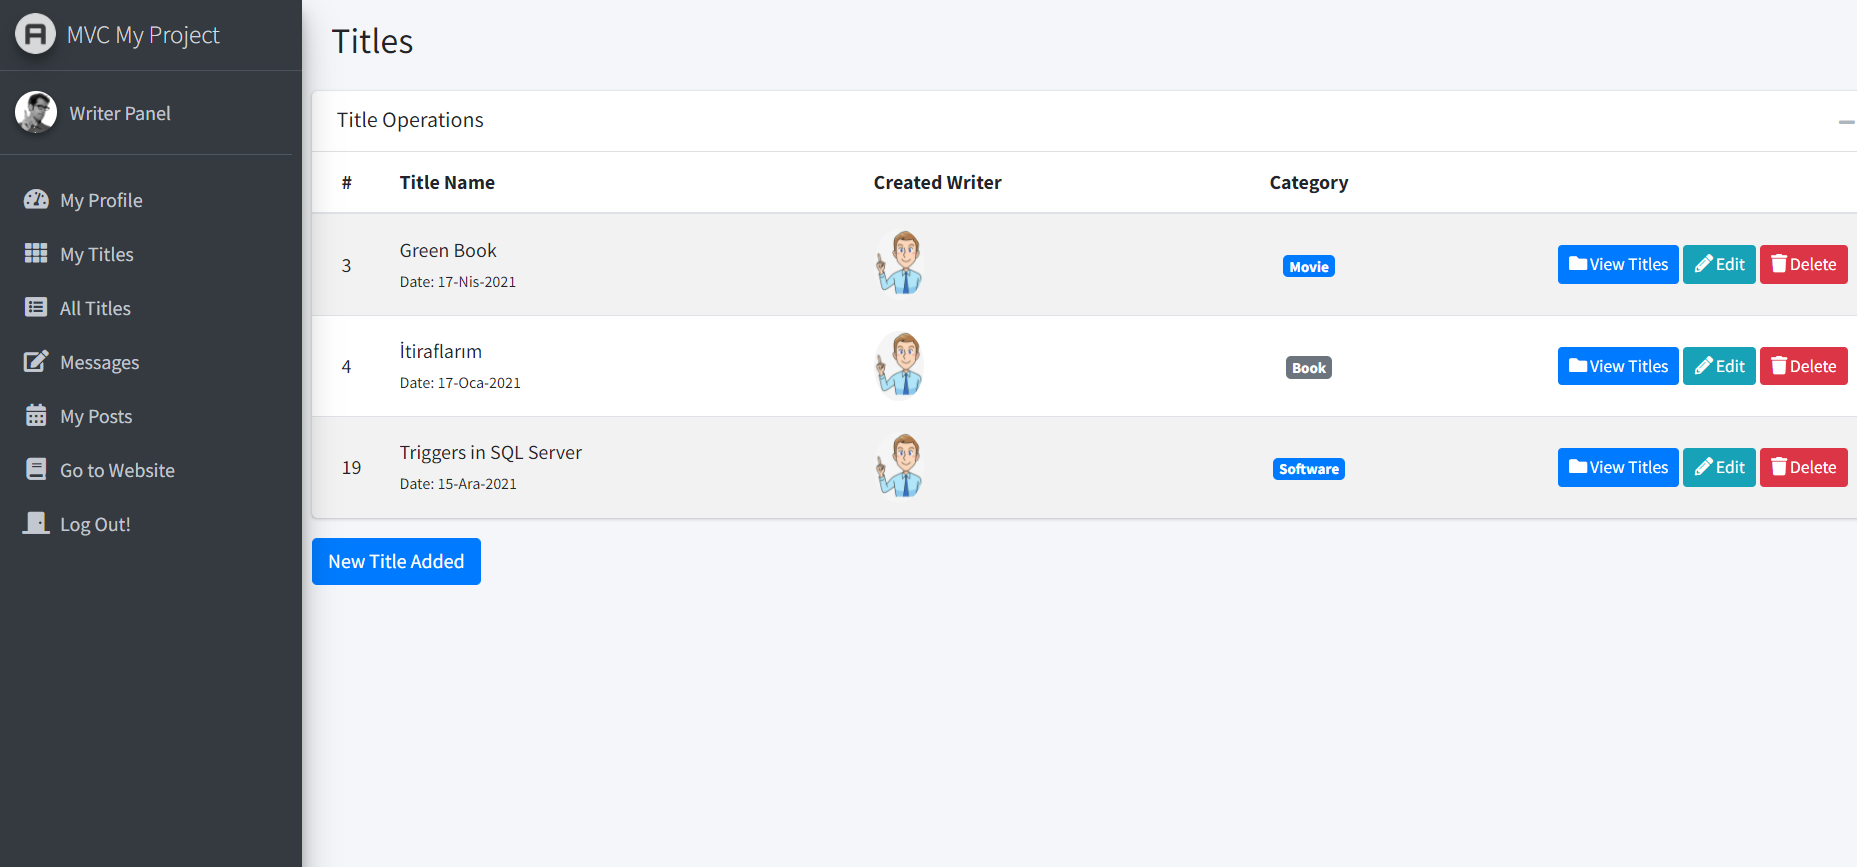 MVC My Project
Writer Panel
My Profile
My Titles
All Titles
Messages
My Posts
Go to Website
Log Out!
Titles
Title Operations
# Title Name Created Writer Category
3 Green Book Movie View Titles Edit Delete
Date: 17-Nis-2021
4 İtiraflarım Book View Titles Edit Delete
Date: 17-Oca-2021
19 Triggers in SQL Server Software View Titles Edit Delete
Date: 15-Ara-2021
New Title Added